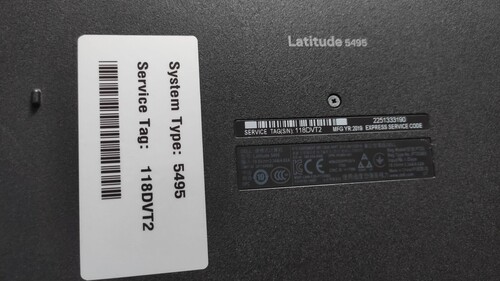 Latitude 5495
System Type: 5495
Service Tag: 118DVT2
2251333190
SERVICE TAG(S/N) 118DVT2 MFG YR:2019 EXPRESS SERVICE CODE